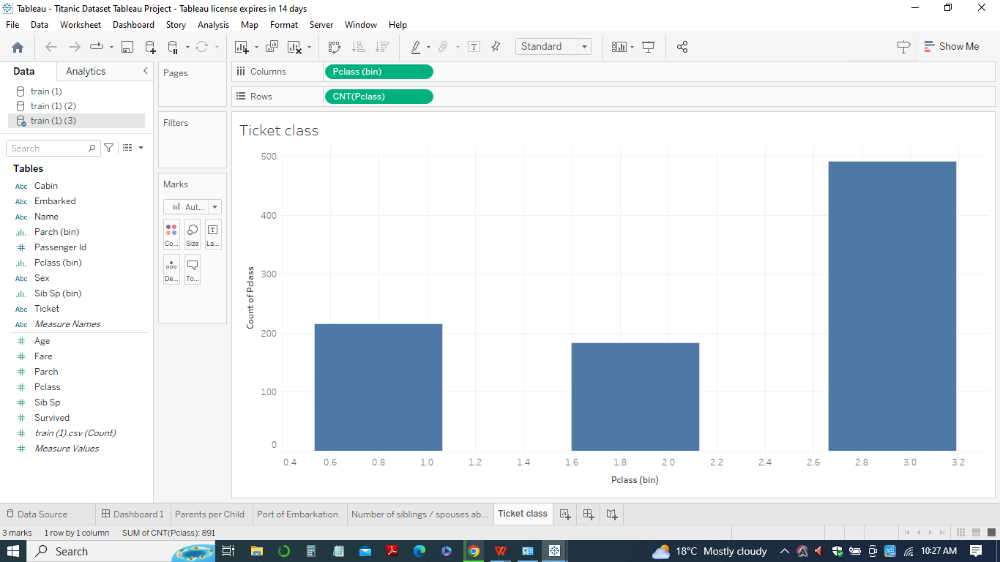 Tableau - Titanic Dataset Tableau Project - Tableau license expires in 14 days
File Data Worksheet Dashboard Story Analysis Map Format Server Window Help
Standard
Show Me
Data Analytics
train (1)
train (1) (2)
train (1) (3)
Search
Tables
Abc Cabin
Abc Embarked
Abc Name
Parch (bin)
# Passenger Id
Pclass (bin)
Abc Sex
Sib Sp (bin)
Abc Ticket
Abc Measure Names
# Age
# Fare
# Parch
# Pclass
# Sib Sp
# Survived
# train (1).csv (Count)
# Measure Values
Pages
Filters
Marks
Aut...
Co... Size La...
De... To...
Columns Pclass (bin)
Rows CNT(Pclass)
Ticket class
500
400
300
200
100
0
Count of Pclass
0.4 0.6 0.8 1.0 1.2 1.4 1.6 1.8 2.0 2.2 2.4 2.6 2.8 3.0 3.2
Pclass (bin)
Data Source Dashboard 1 Parents per Child Port of Embarkation Number of siblings / spouses ab... Ticket class
3 marks 1 row by 1 column SUM of CNT(Pclass): 891
Search 18°C Mostly cloudy 10:27 AM